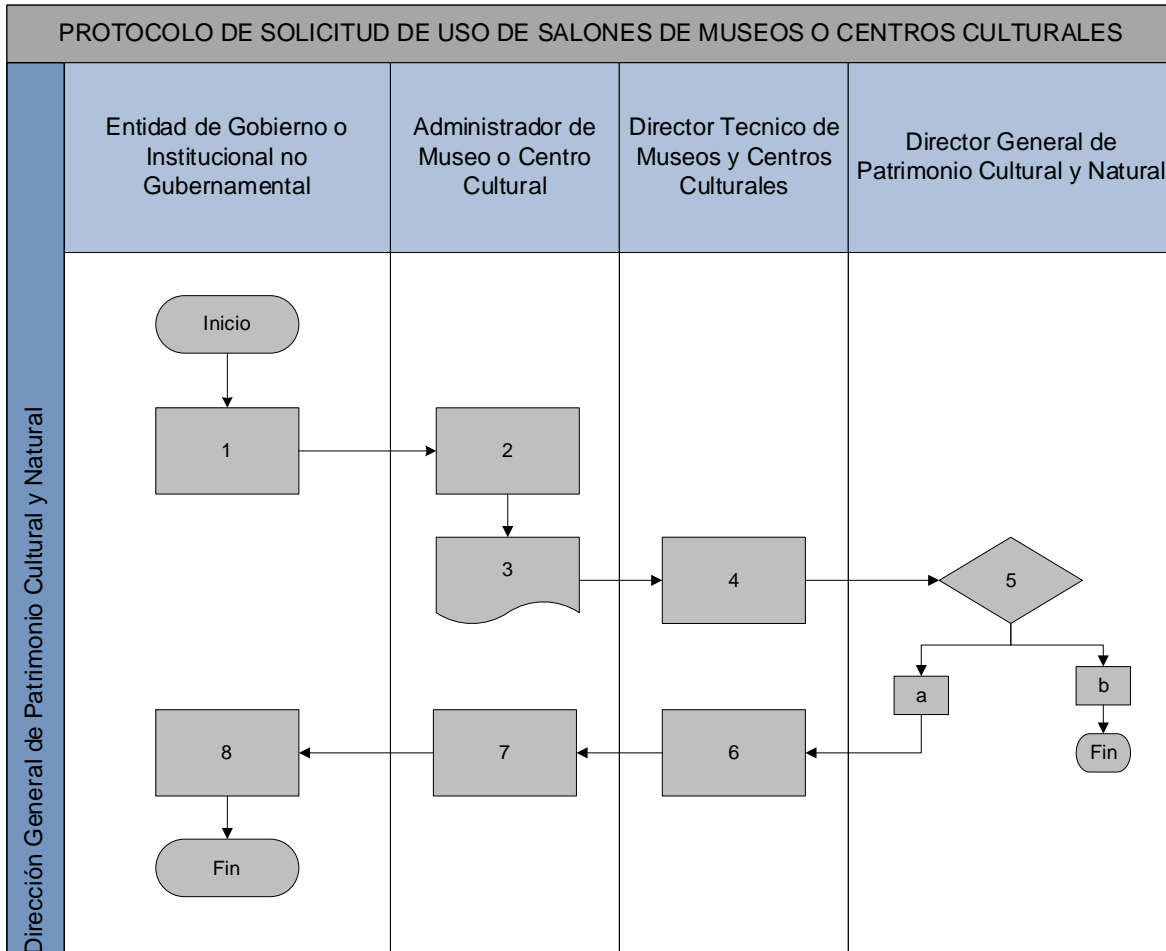 PROTOCOLO DE SOLICITUD DE USO DE SALONES DE MUSEOS O CENTROS CULTURALES
Dirección General de Patrimonio Cultural y Natural
Entidad de Gobierno o
Institucional no
Gubernamental
Administrador de
Museo o Centro
Cultural
Director Tecnico de
Museos y Centros
Culturales
Director General de
Patrimonio Cultural y Natural
Inicio
1
2
3
4
5
a
b
8
7
6
Fin
Fin